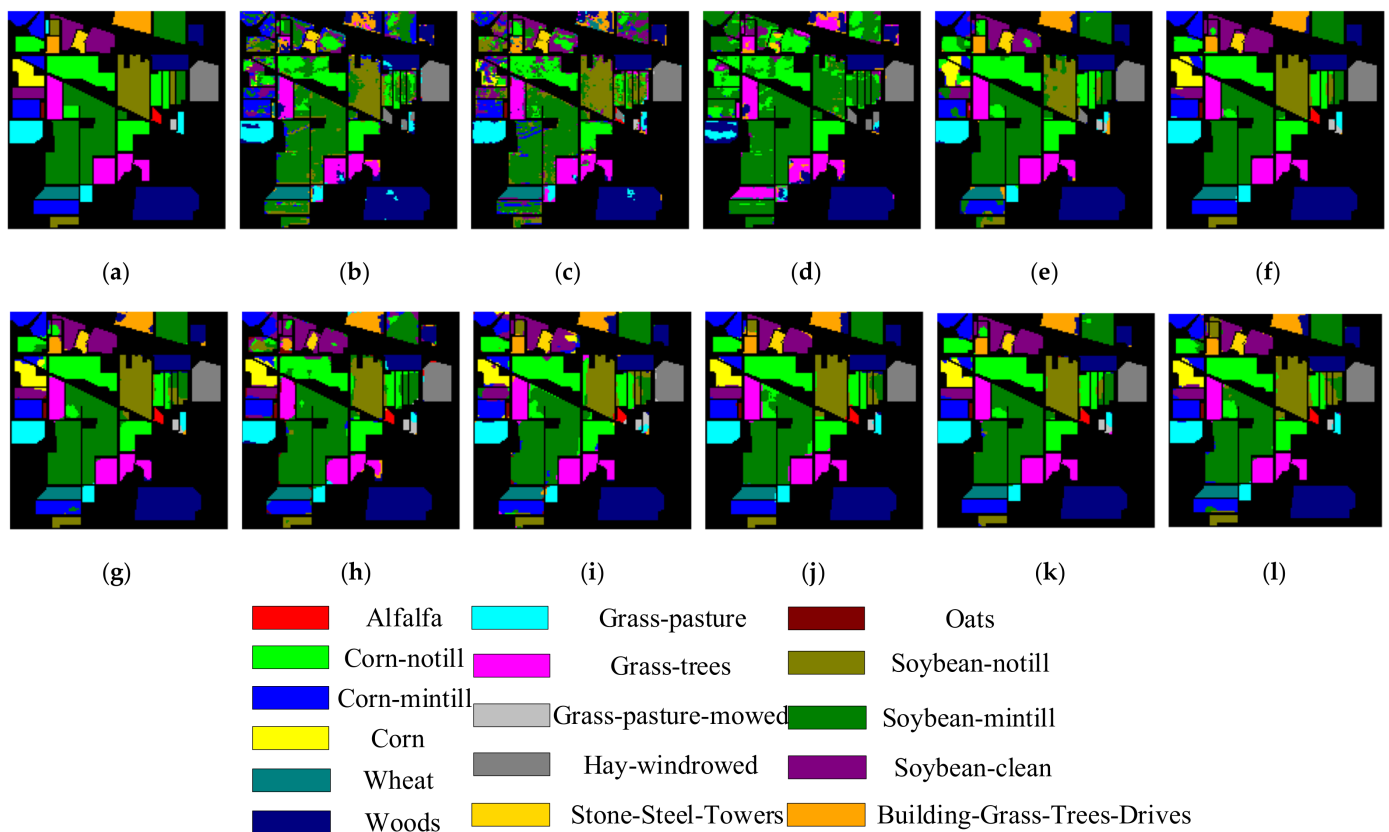 (a) (b) (c) (d) (e) (f)
(g) (h) (i) (j) (k) (l)
Alfalfa Grass-pasture Oats
Corn-notill Grass-trees Soybean-notill
Corn-mintill Grass-pasture-mowed Soybean-mintill
Corn Hay-windrowed Soybean-clean
Wheat Stone-Steel-Towers Building-Grass-Trees-Drives
Woods